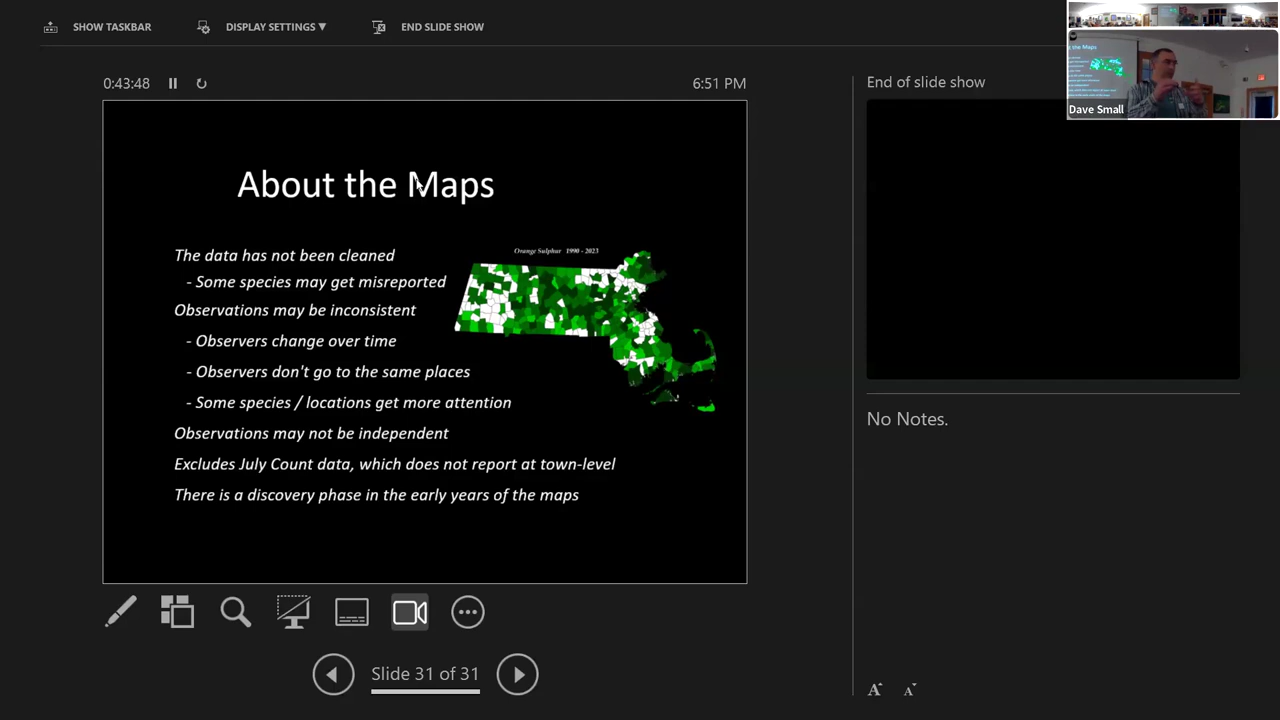 SHOW TASKBAR
DISPLAY SETTINGS ▼
END SLIDE SHOW
0:43:48
6:51 PM
End of slide show
Dave Small
About the Maps
The data has not been cleaned
- Some species may get misreported
Observations may be inconsistent
- Observers change over time
- Observers don't go to the same places
- Some species / locations get more attention
Observations may not be independent
Excludes July Count data, which does not report at town-level
There is a discovery phase in the early years of the maps
Orange Sulphur 1990 - 2023
No Notes.
Slide 31 of 31
A A